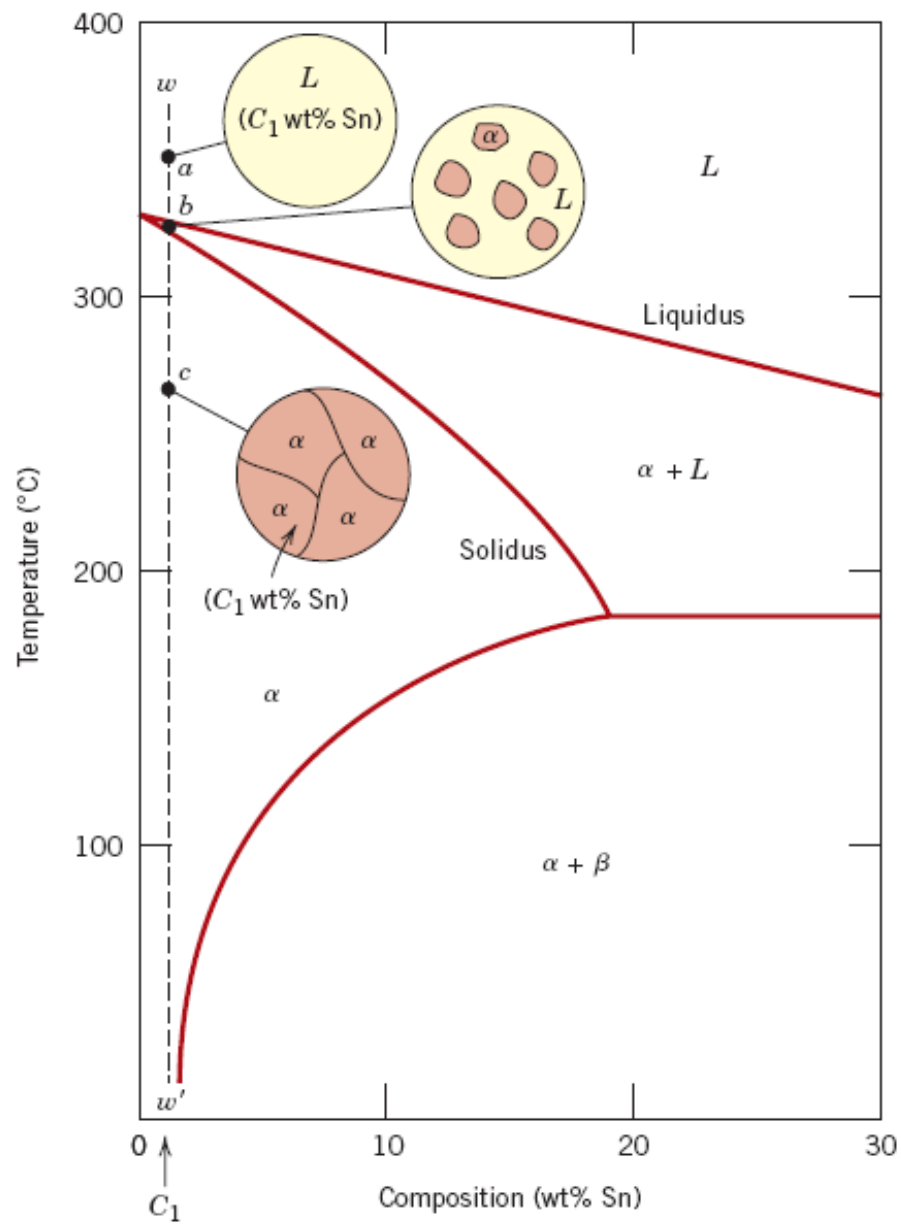 400
w
L
(C1 wt% Sn)
a
α
L
L
b
300
Liquidus
c
α
α
α + L
α
α
Solidus
200
(C1 wt% Sn)
Temperature (°C)
α
100
α + β
w′
0
10
20
30
C1
Composition (wt% Sn)